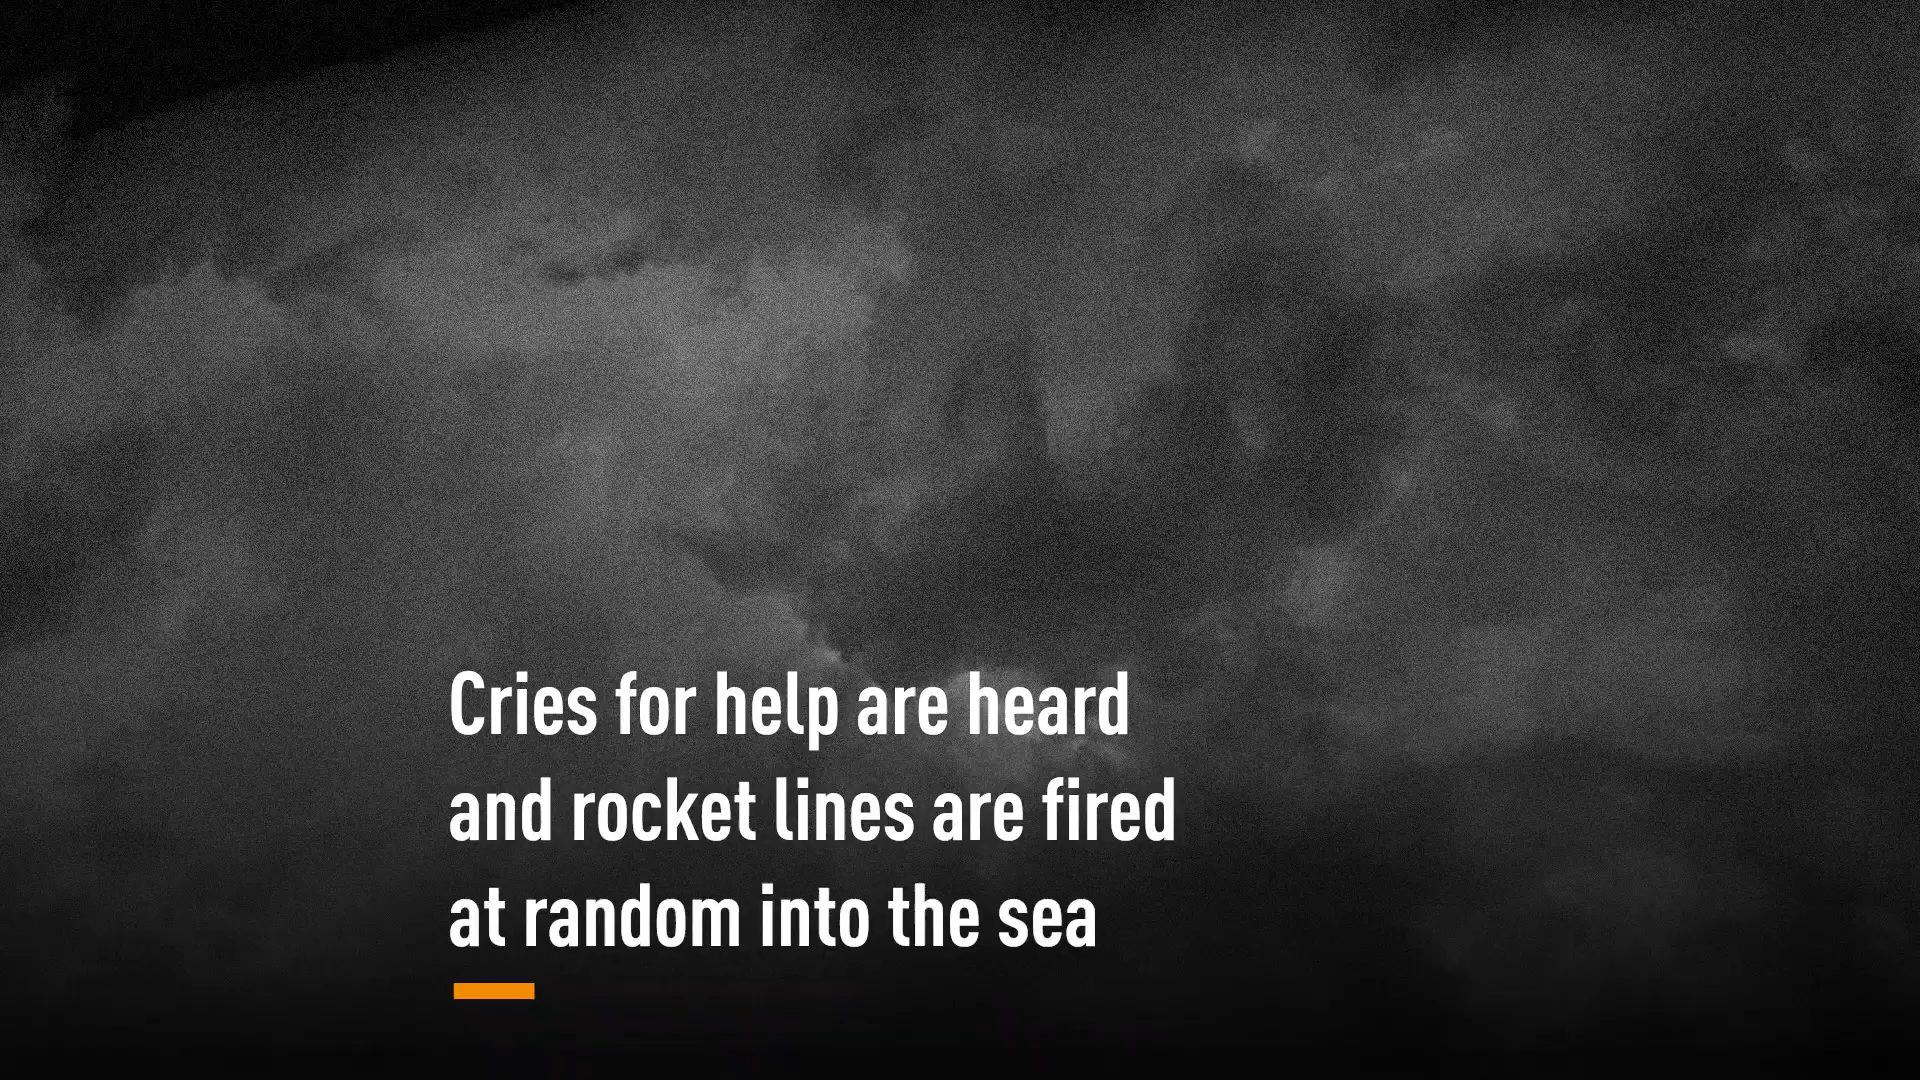 Cries for help are heard
and rocket lines are fired
at random into the sea